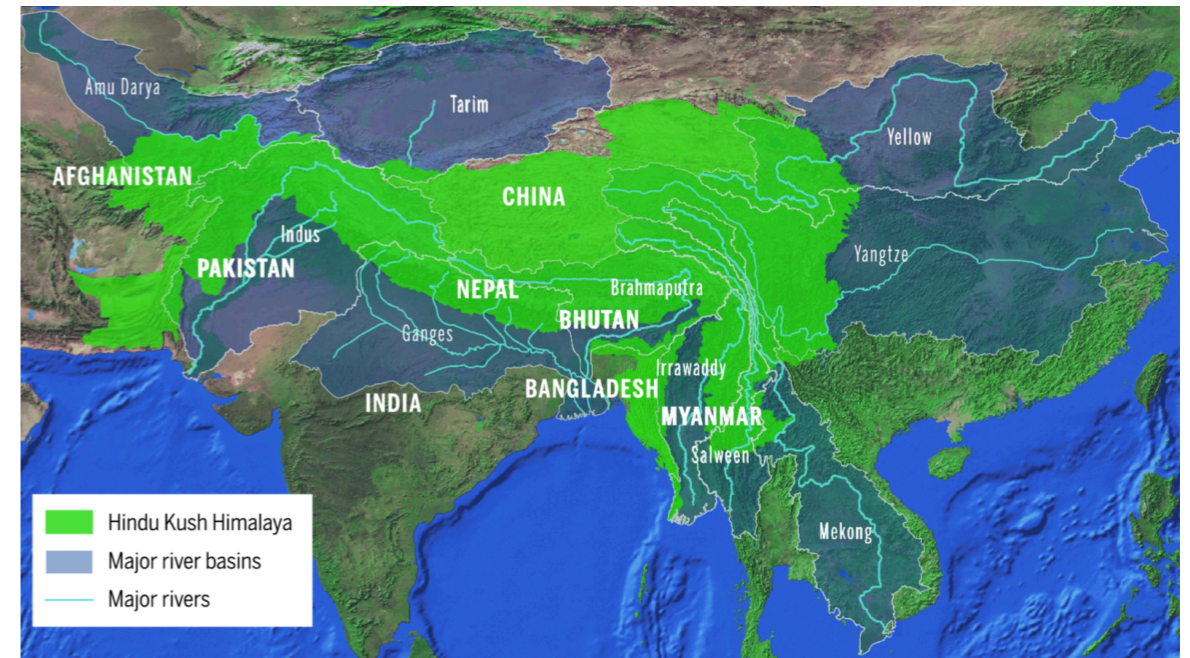 Amu Darya
Tarim
Yellow
AFGHANISTAN
CHINA
Indus
Yangtze
PAKISTAN
NEPAL
Brahmaputra
BHUTAN
Ganges
Irrawaddy
BANGLADESH
INDIA
MYANMAR
Salween
Mekong
Hindu Kush Himalaya
Major river basins
Major rivers